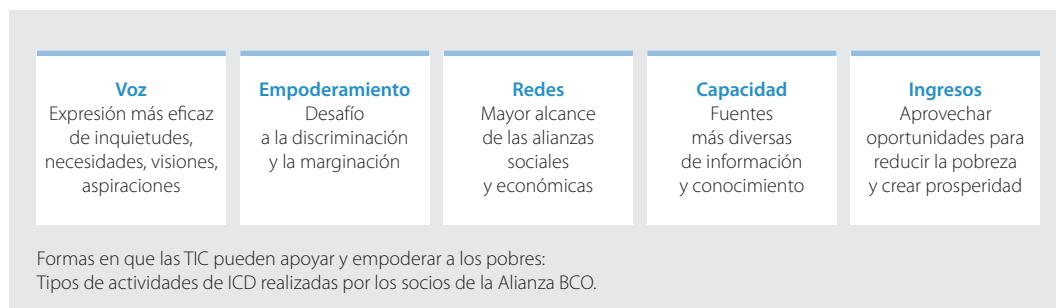 Voz
Expresión más eficaz
de inquietudes,
necesidades, visiones,
aspiraciones
Empoderamiento
Desafío
a la discriminación
y la marginación
Redes
Mayor alcance
de las alianzas
sociales
y económicas
Capacidad
Fuentes
más diversas
de información
y conocimiento
Ingresos
Aprovechar
oportunidades para
reducir la pobreza
y crear prosperidad
Formas en que las TIC pueden apoyar y empoderar a los pobres:
Tipos de actividades de ICD realizadas por los socios de la Alianza BCO.